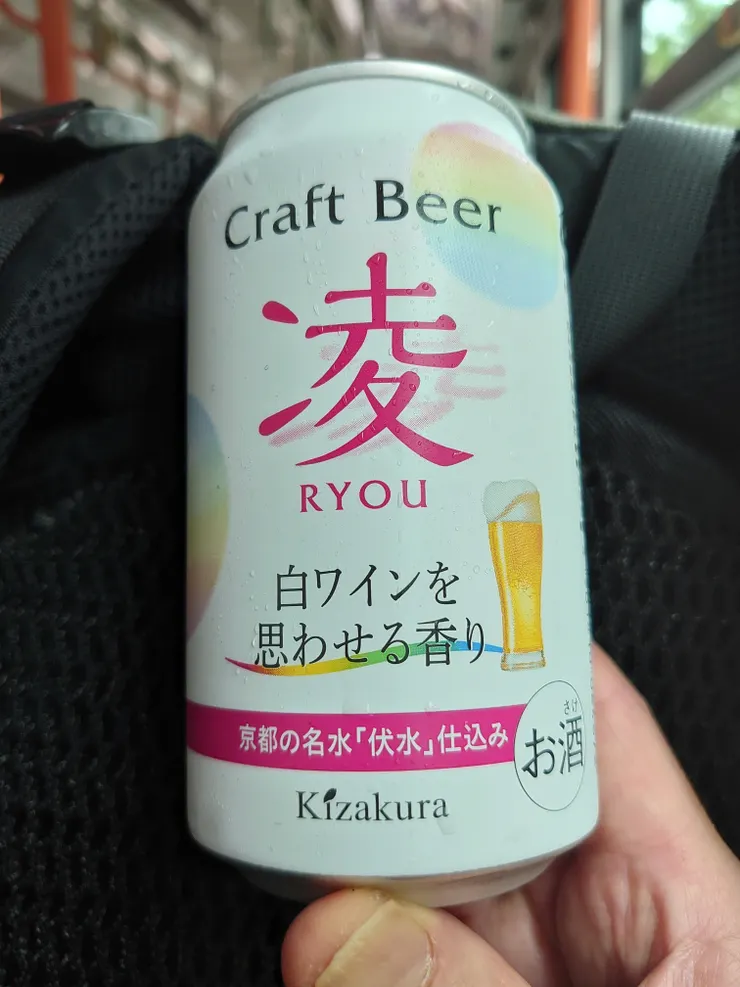 Craft Beer
凌
RYOU
白ワインを
思わせる香り
京都の名水「伏水」仕込み
さけ
お酒
Kizakura